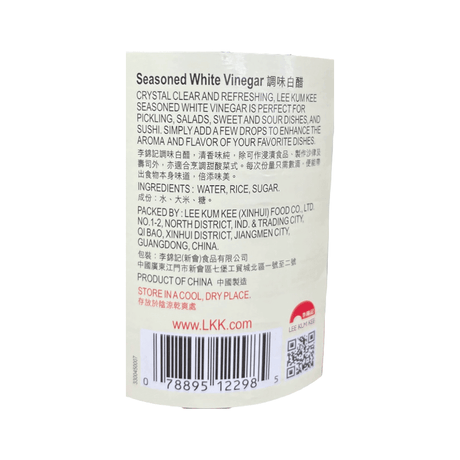 Seasoned White Vinegar 調味白醋
CRYSTAL CLEAR AND REFRESHING, LEE KUM KEE
SEASONED WHITE VINEGAR IS PERFECT FOR
PICKLING, SALADS, SWEET AND SOUR DISHES, AND
SUSHI. SIMPLY ADD A FEW DROPS TO ENHANCE THE
AROMA AND FLAVOR OF YOUR FAVORITE DISHES.
李錦記調味白醋，清香味純，除可作浸漬食品、製作沙律或
壽司外，亦適合烹調甜酸菜式。每次份量只需數滴，便能帶
出食物本身味道，倍添味美。
INGREDIENTS : WATER, RICE, SUGAR.
成份：水、大米、糖。
PACKED BY : LEE KUM KEE (XINHUI) FOOD CO., LTD.
NO.1-2, NORTH DISTRICT, IND. & TRADING CITY,
QI BAO, XINHUI DISTRICT, JIANGMEN CITY,
GUANGDONG, CHINA.
包裝：李錦記(新會)食品有限公司
中國廣東江門市新會區七堡工貿城北區一號至二號
PRODUCT OF CHINA 中國製造
STORE IN A COOL, DRY PLACE.
存放於陰涼乾爽處
www.LKK.com
李錦記
LEE KUM KEE
0 78895 12298 5